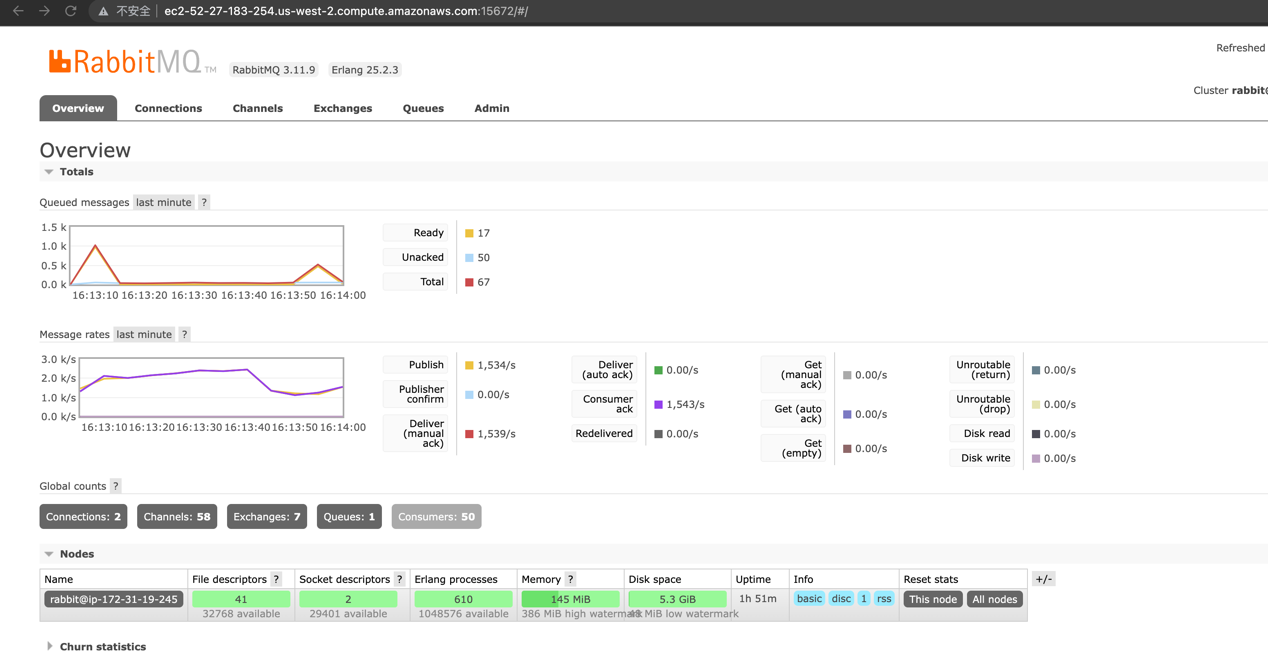 不安全 ec2-52-27-183-254.us-west-2.compute.amazonaws.com:15672/#/
RabbitMQ TM RabbitMQ 3.11.9 Erlang 25.2.3
Refreshed
Cluster rabbit@
Overview Connections Channels Exchanges Queues Admin
Overview
Totals
Queued messages last minute ?
1.5 k
1.0 k
0.5 k
0.0 k
16:13:10 16:13:20 16:13:30 16:13:40 16:13:50 16:14:00
Ready 17
Unacked 50
Total 67
Message rates last minute ?
3.0 k/s
2.0 k/s
1.0 k/s
0.0 k/s
16:13:10 16:13:20 16:13:30 16:13:40 16:13:50 16:14:00
Publish 1,534/s
Publisher
confirm 0.00/s
Deliver
(manual
ack) 1,539/s
Deliver
(auto ack) 0.00/s
Consumer
ack 1,543/s
Redelivered 0.00/s
Get
(manual
ack) 0.00/s
Get (auto
ack) 0.00/s
Get
(empty) 0.00/s
Unroutable
(return) 0.00/s
Unroutable
(drop) 0.00/s
Disk read 0.00/s
Disk write 0.00/s
Global counts ?
Connections: 2 Channels: 58 Exchanges: 7 Queues: 1 Consumers: 50
Nodes
Name File descriptors ? Socket descriptors ? Erlang processes Memory ? Disk space Uptime Info Reset stats +/-
rabbit@ip-172-31-19-245 41 2 610 145 MiB 5.3 GiB 1h 51m basic disc 1 rss This node All nodes
32768 available 29401 available 1048576 available 386 MiB high watermark 48 MiB low watermark
Churn statistics